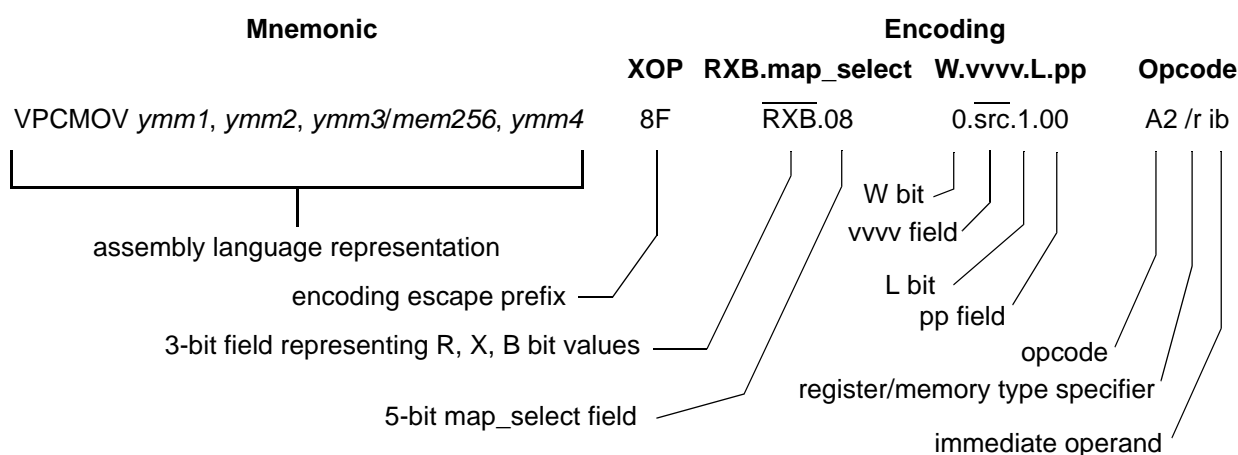 Mnemonic Encoding
XOP RXB.map_select W.vvvv.L.pp Opcode
VPCMOV ymm1, ymm2, ymm3/mem256, ymm4 8F R̅X̅B̅.08 0.s̅r̅c̅.1.00 A2 /r ib
W bit
vvvv field
assembly language representation
L bit
encoding escape prefix
pp field
3-bit field representing R, X, B bit values
opcode
register/memory type specifier
5-bit map_select field
immediate operand